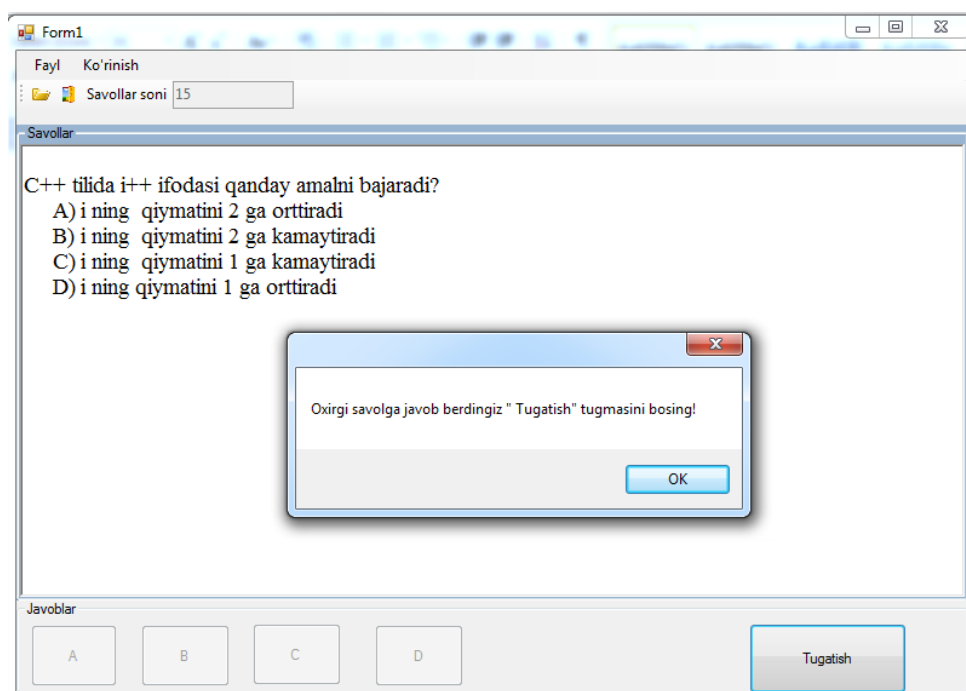 Form1
Fayl Ko'rinish
Savollar soni 15
Savollar
C++ tilida i++ ifodasi qanday amalni bajaradi?
A) i ning qiymatini 2 ga orttiradi
B) i ning qiymatini 2 ga kamaytiradi
C) i ning qiymatini 1 ga kamaytiradi
D) i ning qiymatini 1 ga orttiradi
Oxirgi savolga javob berdingiz " Tugatish" tugmasini bosing!
OK
Javoblar
A B C D Tugatish